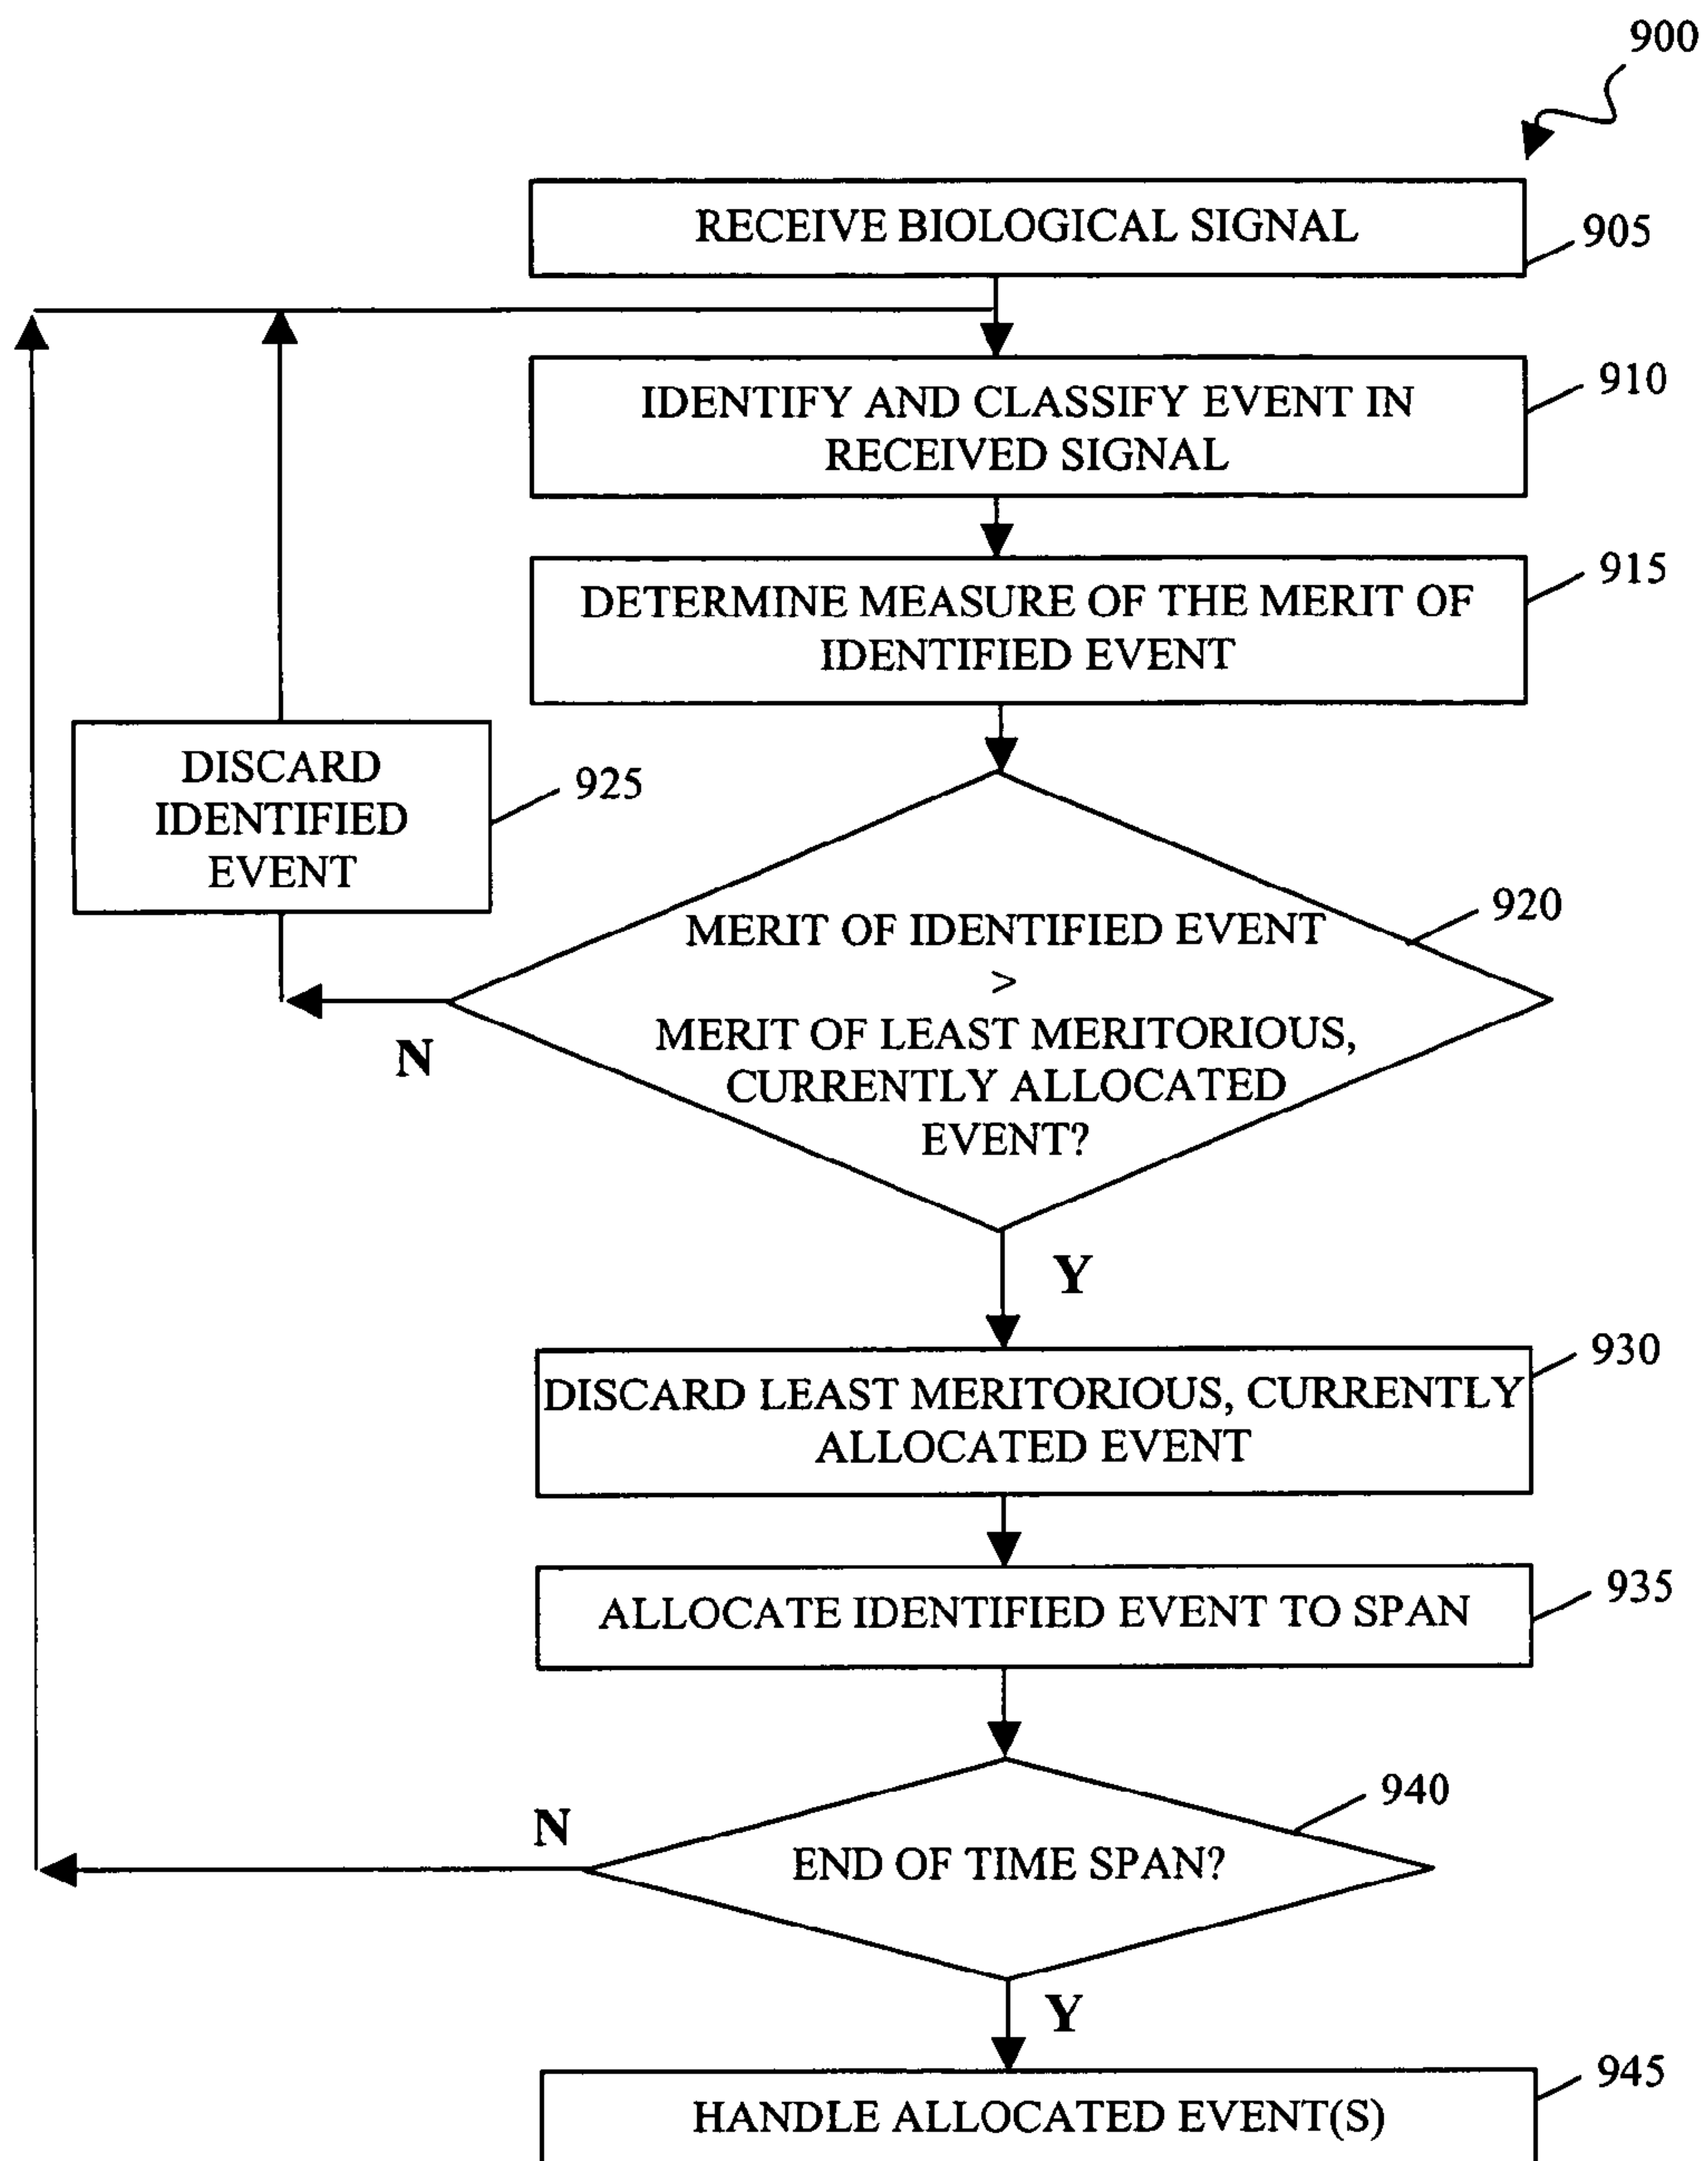 900
RECEIVE BIOLOGICAL SIGNAL
905
IDENTIFY AND CLASSIFY EVENT IN
RECEIVED SIGNAL
910
DETERMINE MEASURE OF THE MERIT OF
IDENTIFIED EVENT
915
DISCARD
IDENTIFIED
EVENT
925
MERIT OF IDENTIFIED EVENT
>
MERIT OF LEAST MERITORIOUS,
CURRENTLY ALLOCATED
EVENT?
920
N
Y
DISCARD LEAST MERITORIOUS, CURRENTLY
ALLOCATED EVENT
930
ALLOCATE IDENTIFIED EVENT TO SPAN
935
END OF TIME SPAN?
940
N
Y
HANDLE ALLOCATED EVENT(S)
945